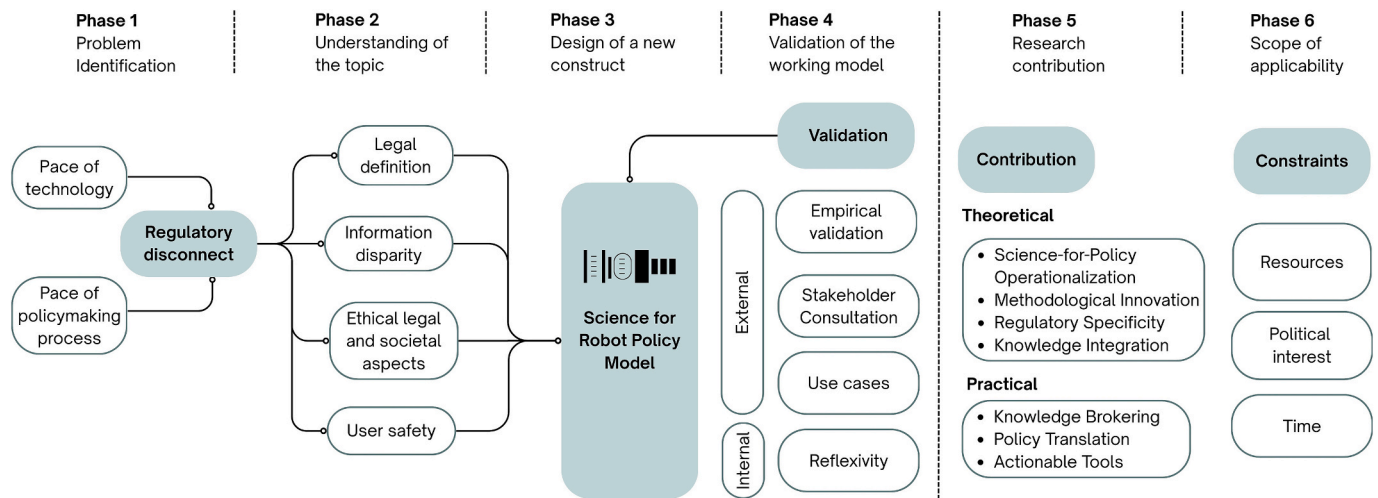 Phase 1
Problem
Identification
Phase 2
Understanding of
the topic
Phase 3
Design of a new
construct
Phase 4
Validation of the
working model
Phase 5
Research
contribution
Phase 6
Scope of
applicability
Pace of
technology
Regulatory
disconnect
Pace of
policymaking
process
Legal
definition
Information
disparity
Ethical legal
and societal
aspects
User safety
Science for
Robot Policy
Model
Validation
External
Empirical
validation
Stakeholder
Consultation
Use cases
Internal
Reflexivity
Contribution
Theoretical
• Science-for-Policy
Operationalization
• Methodological Innovation
• Regulatory Specificity
• Knowledge Integration
Practical
• Knowledge Brokering
• Policy Translation
• Actionable Tools
Constraints
Resources
Political
interest
Time